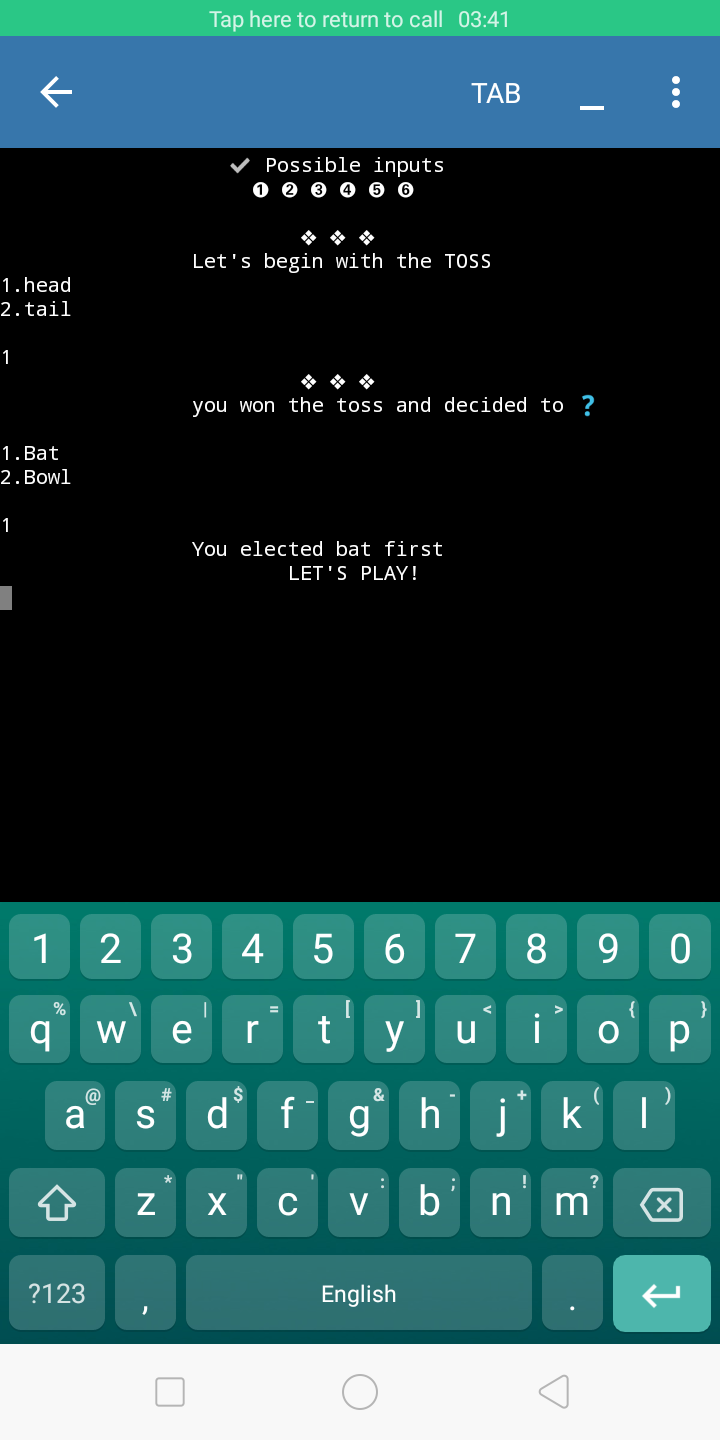 Tap here to return to call 03:41
TAB _
✔ Possible inputs
❶ ❷ ❸ ❹ ❺ ❻
❖ ❖ ❖
Let's begin with the TOSS
1.head
2.tail
1
❖ ❖ ❖
you won the toss and decided to ❓
1.Bat
2.Bowl
1
You elected bat first
LET'S PLAY!
1 2 3 4 5 6 7 8 9 0
q% w\ e| r= t[ y] u< i> o{ p}
a@ s# d$ f_ g& h- j+ k( l)
z* x" c' v: b; n! m?
?123 , English .